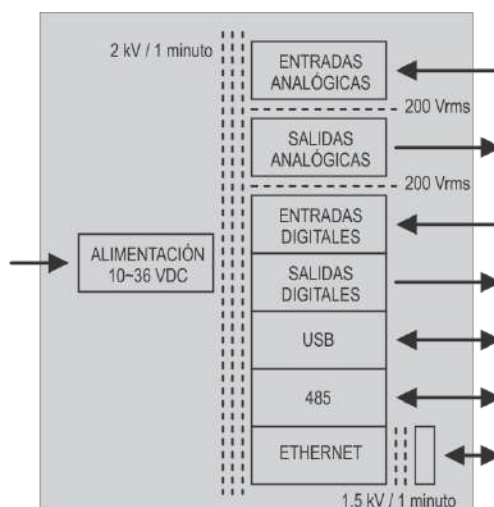 2 kV / 1 minuto
ENTRADAS
ANALÓGICAS
200 Vrms
SALIDAS
ANALÓGICAS
200 Vrms
ENTRADAS
DIGITALES
ALIMENTACIÓN
10~36 VDC
SALIDAS
DIGITALES
USB
485
ETHERNET
1,5 kV / 1 minuto